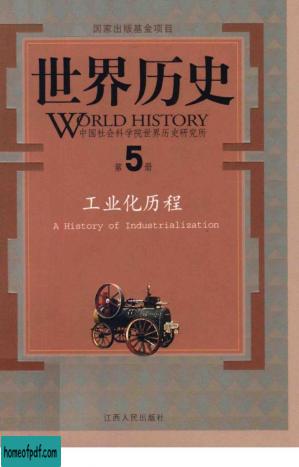 国家出版基金项目
世界历史
WORLD HISTORY
中国社会科学院世界历史研究所
第5册
工业化历程
A History of Industrialization
江西人民出版社
homeofpdf.com